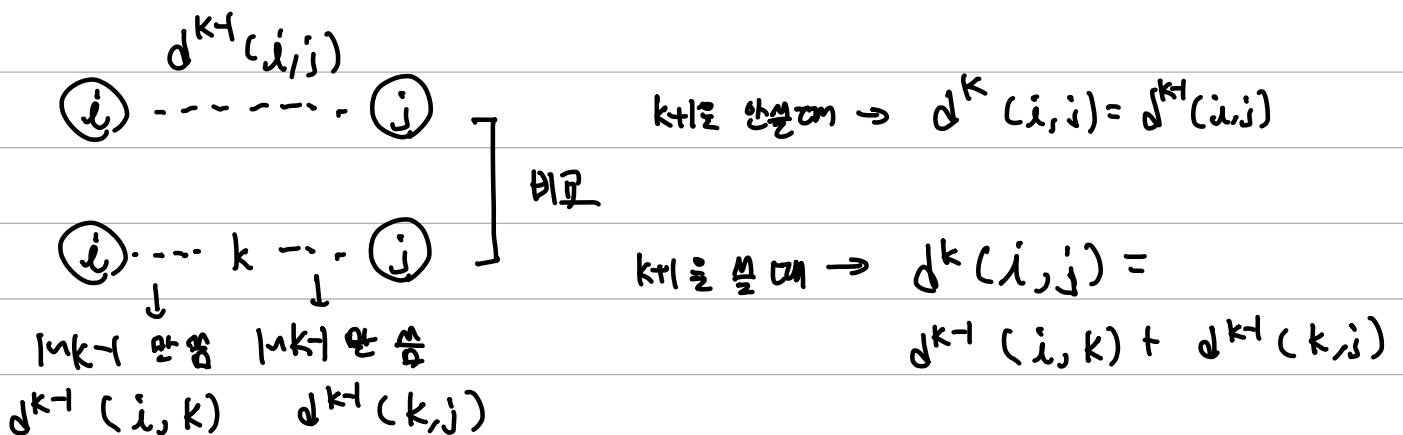 d^{k-1}(i,j)
i ------- j
k+1을 안쓸때 → d^k(i,j) = d^{k-1}(i,j)
비교
i ---- k --- j
k+1을 쓸 때 → d^k(i,j) =
1~k-1 만 씀 1~k-1 만 씀
d^{k-1}(i,k) + d^{k-1}(k,j)
d^{k-1}(i,k) d^{k-1}(k,j)